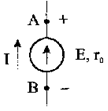 A +
I
E, r₀
B −